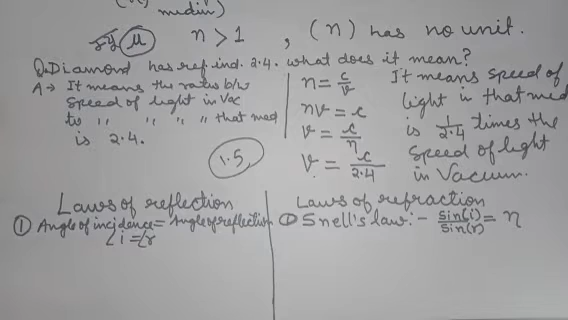 (n)
medium)
μ n > 1 , (n) has no unit.
Q. Diamond has ref. ind. 2.4. what does it mean?
A → It means the ratio b/w
speed of light in Vac
to " " " " that med
is 2.4.
n = c/v
nv = c
v = c/n
v = c/2.4
It means speed of
light in that med
is 1/2.4 times the
speed of light
in Vacuum.
1.5,
Laws of reflection
① Angle of incidence = Angle of reflection
∠i = ∠r
Laws of refraction
① Snell's law :- sin(i)/sin(r) = n